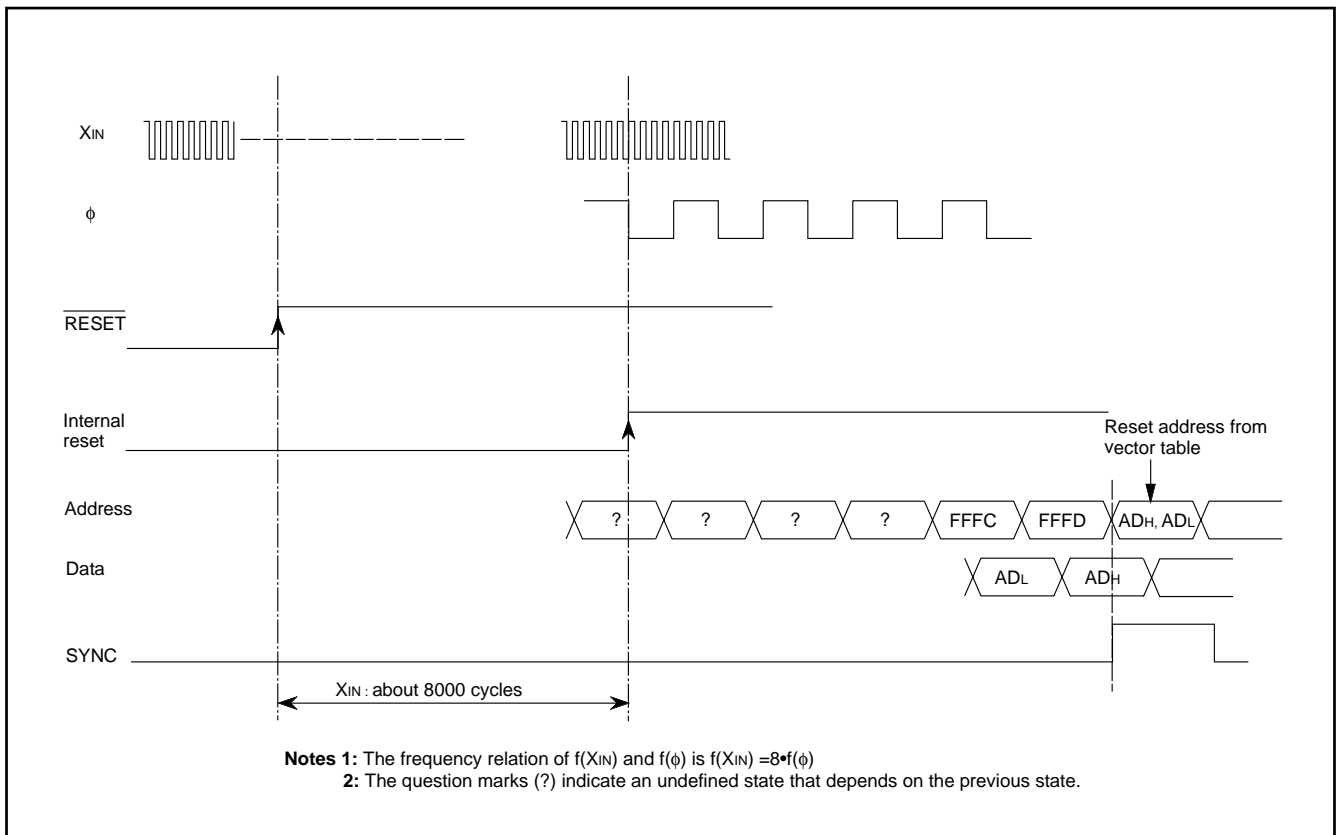 XIN
ϕ
RESET
Internal
reset
Reset address from
vector table
Address
? ? ? ? FFFC FFFD ADH, ADL
Data
ADL ADH
SYNC
XIN : about 8000 cycles
Notes 1: The frequency relation of f(XIN) and f(ϕ) is f(XIN) =8•f(ϕ)
2: The question marks (?) indicate an undefined state that depends on the previous state.